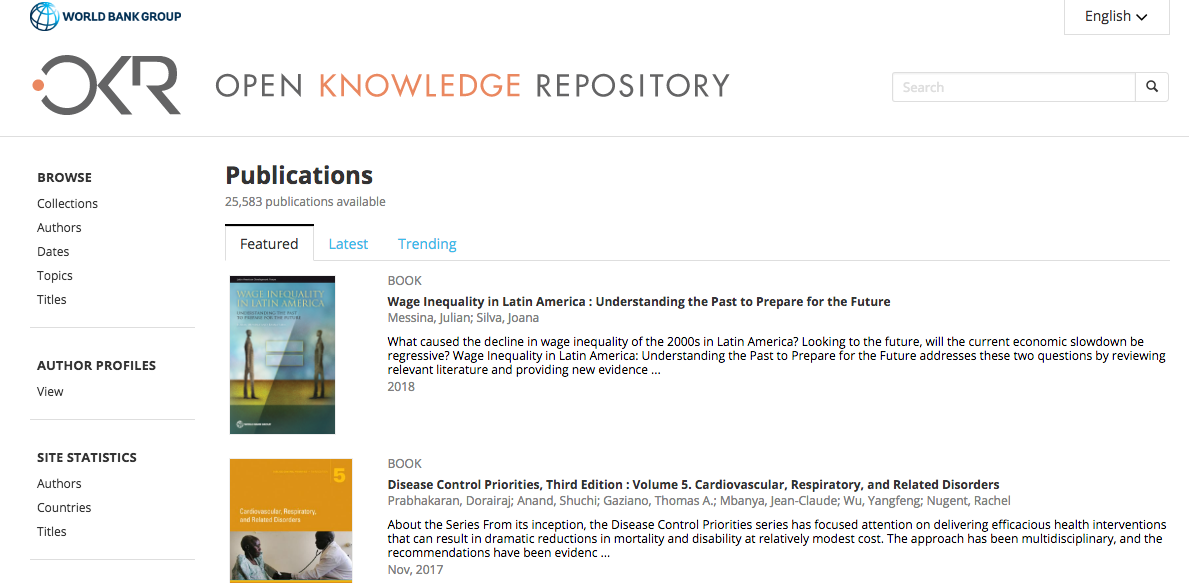 WORLD BANK GROUP
English
OKR
OPEN KNOWLEDGE REPOSITORY
Search
BROWSE
Collections
Authors
Dates
Topics
Titles
AUTHOR PROFILES
View
SITE STATISTICS
Authors
Countries
Titles
Publications
25,583 publications available
Featured
Latest
Trending
WAGE INEQUALITY
IN LATIN AMERICA
UNDERSTANDING THE PAST
TO PREPARE FOR THE FUTURE
WORLD BANK GROUP
BOOK
Wage Inequality in Latin America : Understanding the Past to Prepare for the Future
Messina, Julian; Silva, Joana
What caused the decline in wage inequality of the 2000s in Latin America? Looking to the future, will the current economic slowdown be
regressive? Wage Inequality in Latin America: Understanding the Past to Prepare for the Future addresses these two questions by reviewing
relevant literature and providing new evidence ...
2018
5
Cardiovascular, Respiratory,
and Related Disorders
BOOK
Disease Control Priorities, Third Edition : Volume 5. Cardiovascular, Respiratory, and Related Disorders
Prabhakaran, Dorairaj; Anand, Shuchi; Gaziano, Thomas A.; Mbanya, Jean-Claude; Wu, Yangfeng; Nugent, Rachel
About the Series From its inception, the Disease Control Priorities series has focused attention on delivering efficacious health interventions
that can result in dramatic reductions in mortality and disability at relatively modest cost. The approach has been multidisciplinary, and the
recommendations have been evidenc ...
Nov, 2017